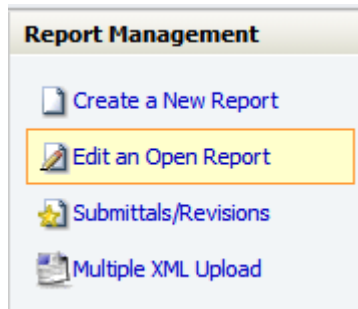 Report Management
Create a New Report
Edit an Open Report
Submittals/Revisions
Multiple XML Upload